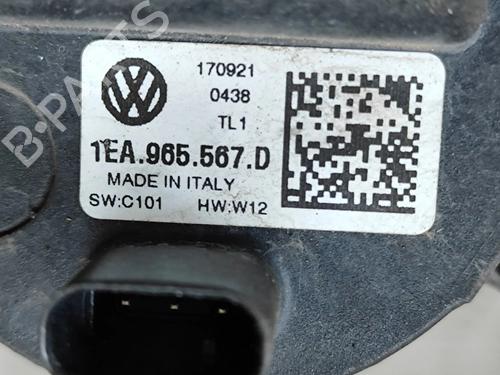 B-PARTS
170921
0438
TL1
1EA.965.567.D
MADE IN ITALY
SW:C101 HW:W12